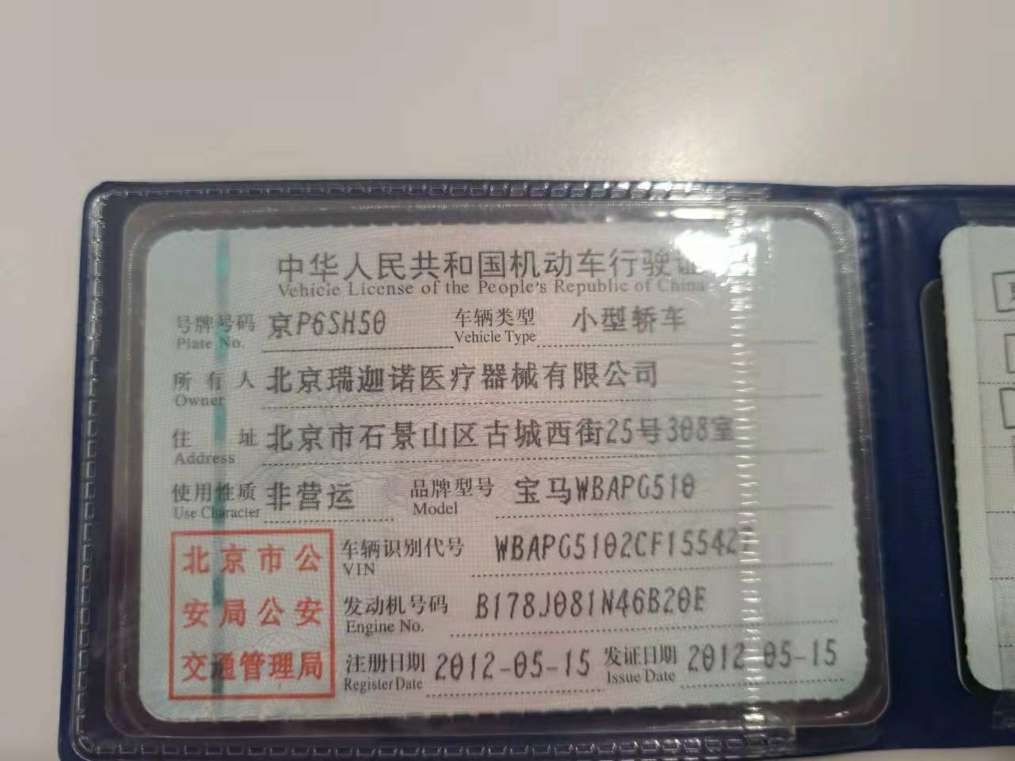 中华人民共和国机动车行驶证
Vehicle License of the People's Republic of China
号牌号码 京P6SH50 车辆类型 小型轿车
Plate No. Vehicle Type
所有人 北京瑞迦诺医疗器械有限公司
Owner
住址 北京市石景山区古城西街25号308室
Address
使用性质 非营运 品牌型号 宝马WBAPG510
Use Character Model
北京市公
安局公安
交通管理局
车辆识别代号
VIN
发动机号码 B178J081N46B20E
Engine No.
注册日期 2012-05-15 发证日期 2012-05-15
Register Date Issue Date